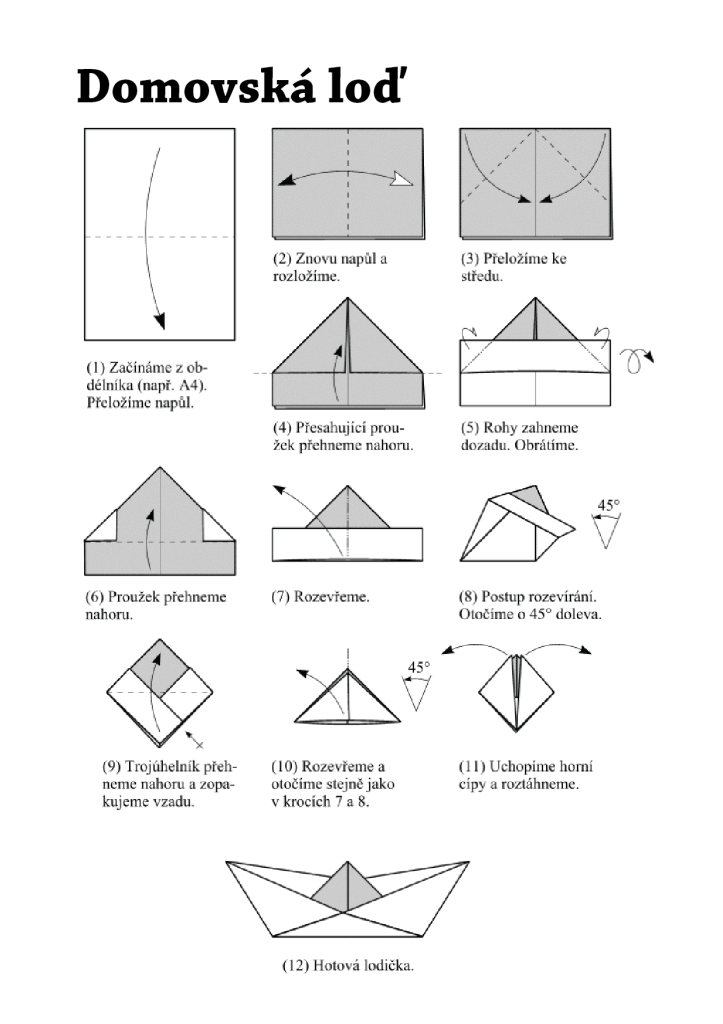 Domovská loď
(1) Začínáme z ob-
délníka (např. A4).
Přeložíme napůl.
(2) Znovu napůl a
rozložíme.
(3) Přeložíme ke
středu.
(4) Přesahující prou-
žek přehneme nahoru.
(5) Rohy zahneme
dozadu. Obrátíme.
(6) Proužek přehneme
nahoru.
(7) Rozevřeme.
45°
(8) Postup rozevírání.
Otočíme o 45° doleva.
(9) Trojúhelník přeh-
neme nahoru a zopa-
kujeme vzadu.
45°
(10) Rozevřeme a
otočíme stejně jako
v krocích 7 a 8.
(11) Uchopíme horní
cípy a roztáhneme.
(12) Hotová lodička.